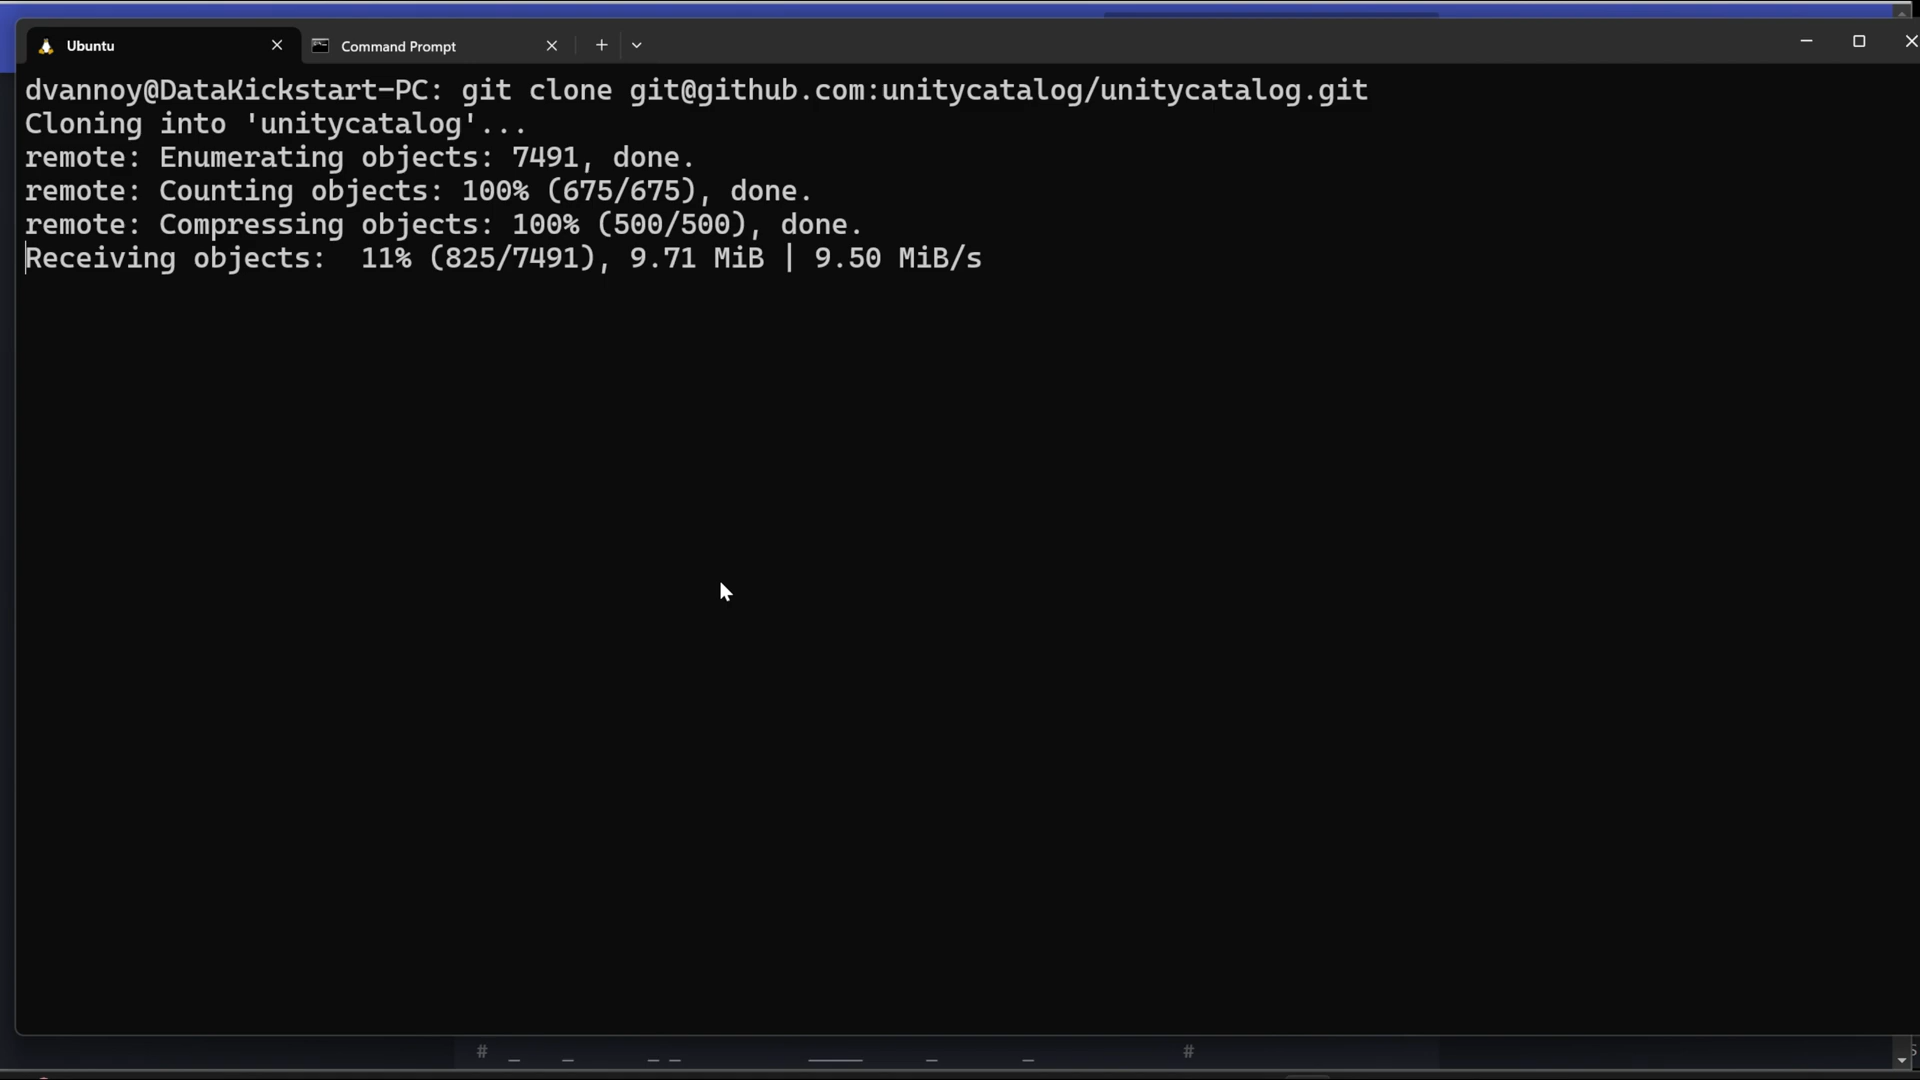 Ubuntu
Command Prompt
dvannoy@DataKickstart-PC: git clone git@github.com:unitycatalog/unitycatalog.git
Cloning into 'unitycatalog'...
remote: Enumerating objects: 7491, done.
remote: Counting objects: 100% (675/675), done.
remote: Compressing objects: 100% (500/500), done.
Receiving objects:  11% (825/7491), 9.71 MiB | 9.50 MiB/s